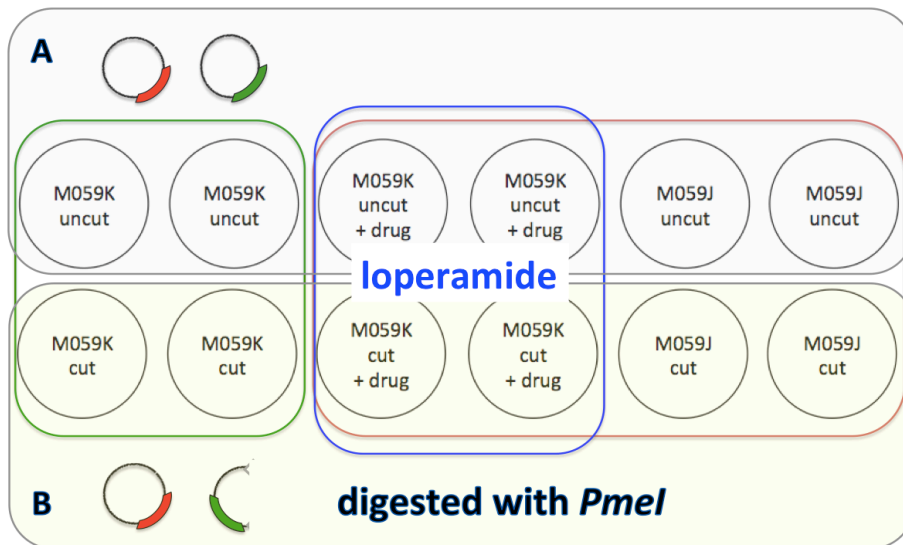 A
M059K
uncut
M059K
uncut
M059K
uncut
+ drug
M059K
uncut
+ drug
M059J
uncut
M059J
uncut
loperamide
M059K
cut
M059K
cut
M059K
cut
+ drug
M059K
cut
+ drug
M059J
cut
M059J
cut
B
digested with PmeI